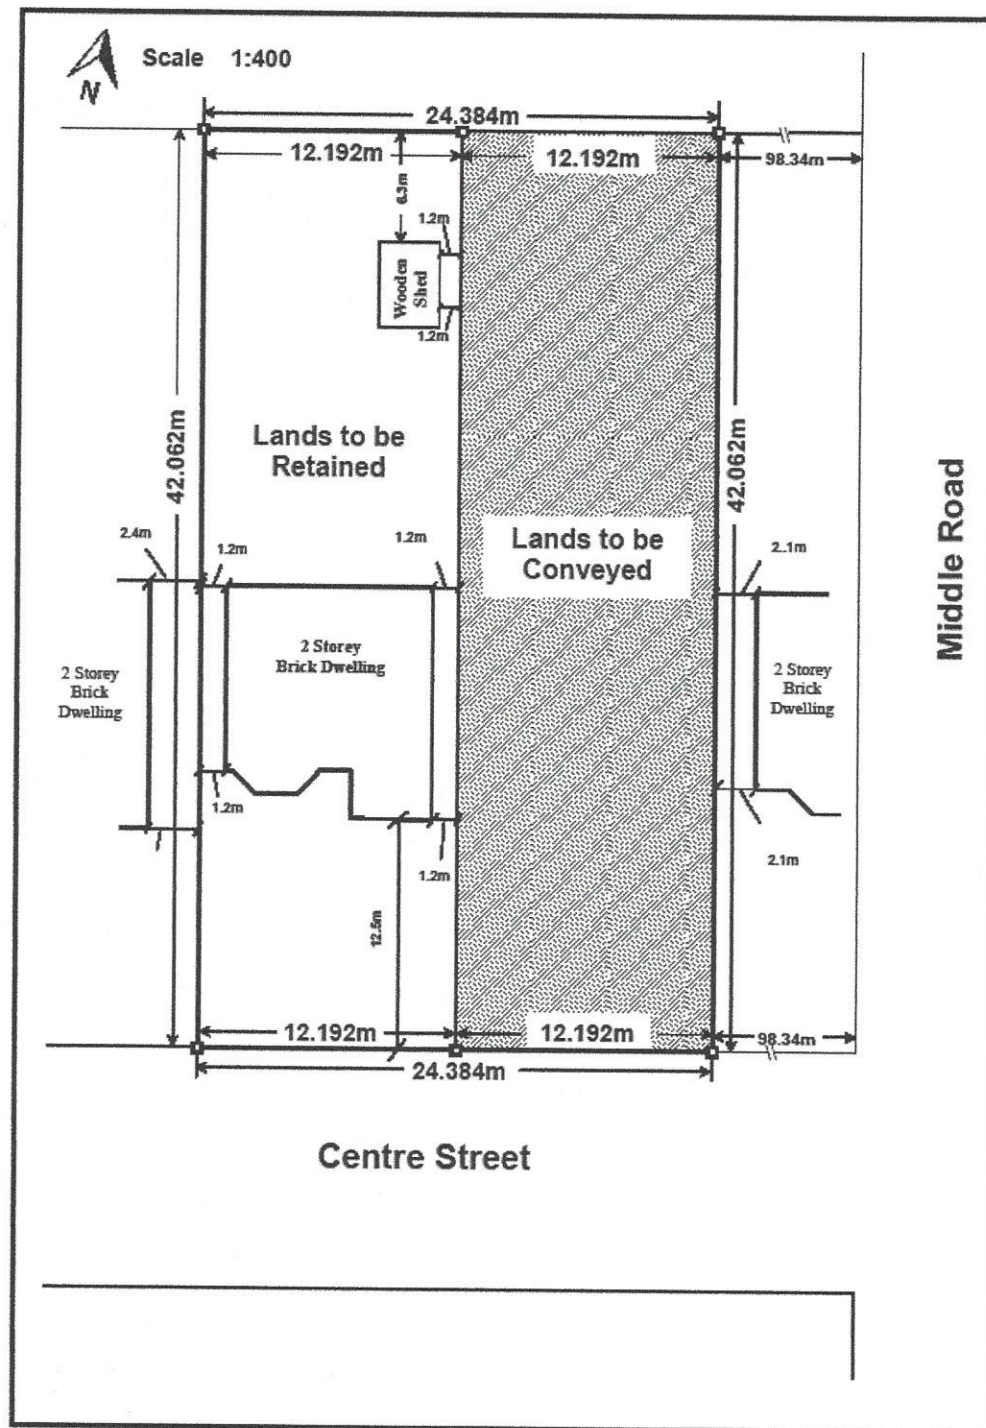 Scale 1:400
N
24.384m
12.192m
12.192m
98.34m
6.3m
1.2m
Wooden
Shed
1.2m
42.062m
42.062m
Lands to be
Retained
Lands to be
Conveyed
Middle Road
2.4m
1.2m
1.2m
2.1m
2 Storey
Brick
Dwelling
2 Storey
Brick Dwelling
2 Storey
Brick
Dwelling
1.2m
1.2m
2.1m
12.5m
12.192m
12.192m
98.34m
24.384m
Centre Street